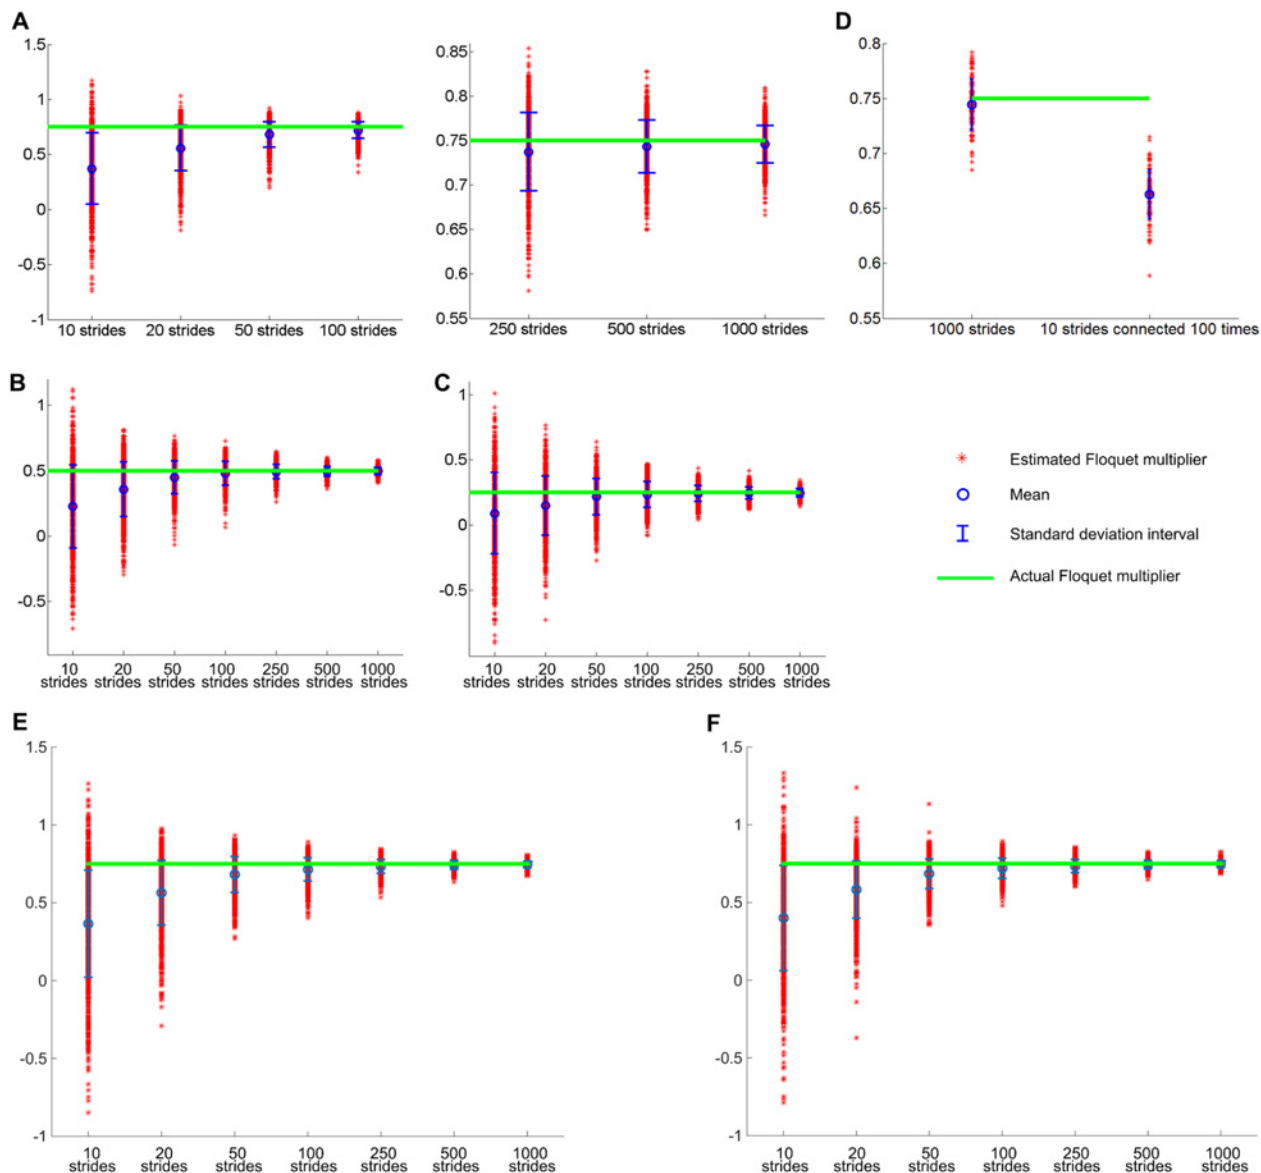 A
1.5
1
0.5
0
-0.5
-1
10 strides 20 strides 50 strides 100 strides
0.85
0.8
0.75
0.7
0.65
0.6
0.55
250 strides 500 strides 1000 strides
D
0.8
0.75
0.7
0.65
0.6
0.55
1000 strides 10 strides connected 100 times
B
1
0.5
0
-0.5
10 20 50 100 250 500 1000
strides strides strides strides strides strides strides
C
1
0.5
0
-0.5
10 20 50 100 250 500 1000
strides strides strides strides strides strides strides
Estimated Floquet multiplier
Mean
Standard deviation interval
Actual Floquet multiplier
E
1.5
1
0.5
0
-0.5
-1
10 20 50 100 250 500 1000
strides strides strides strides strides strides strides
F
1.5
1
0.5
0
-0.5
-1
10 20 50 100 250 500 1000
strides strides strides strides strides strides strides